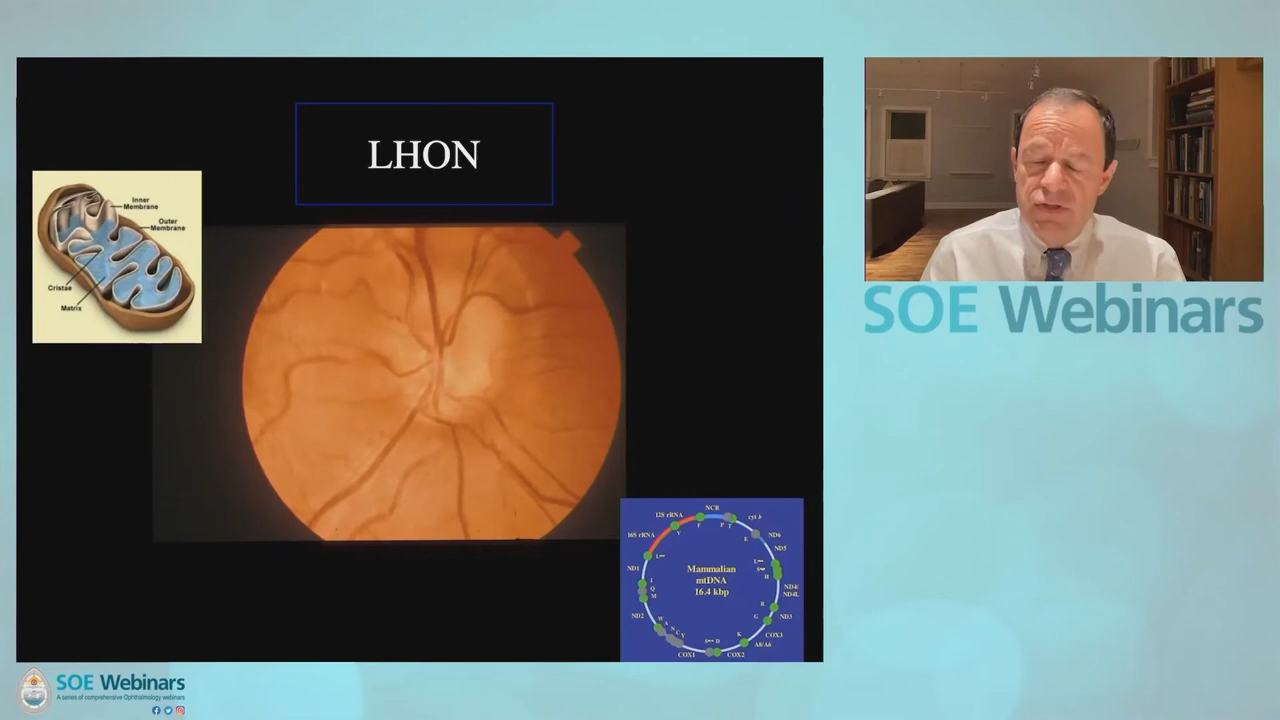 LHON
Inner
Membrane
Outer
Membrane
Cristae
Matrix
SOE Webinars
NCR
12S rRNA
cyt b
F
P
T
V
E
ND6
16S rRNA
ND5
ND1
Mammalian
mtDNA
16.4 kbp
H
I
Q
M
ND4/
ND4L
R
ND2
G
ND3
W
A
N
C
Y
K
COX3
D
A8/A6
COX1
COX2
SOE Webinars
A series of comprehensive Ophthalmology webinars